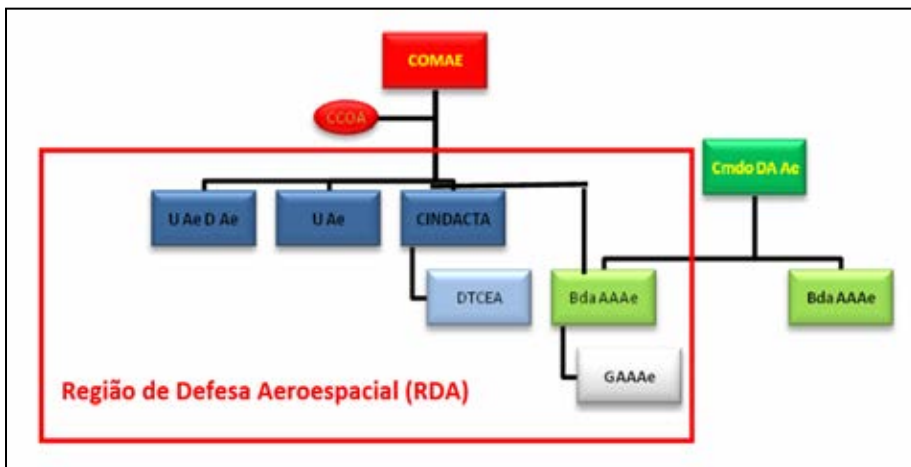 COMAE
CCOA
Cmdo DA Ae
U Ae D Ae
U Ae
CINDACTA
DTCEA
Bda AAAe
Bda AAAe
GAAAe
Região de Defesa Aeroespacial (RDA)